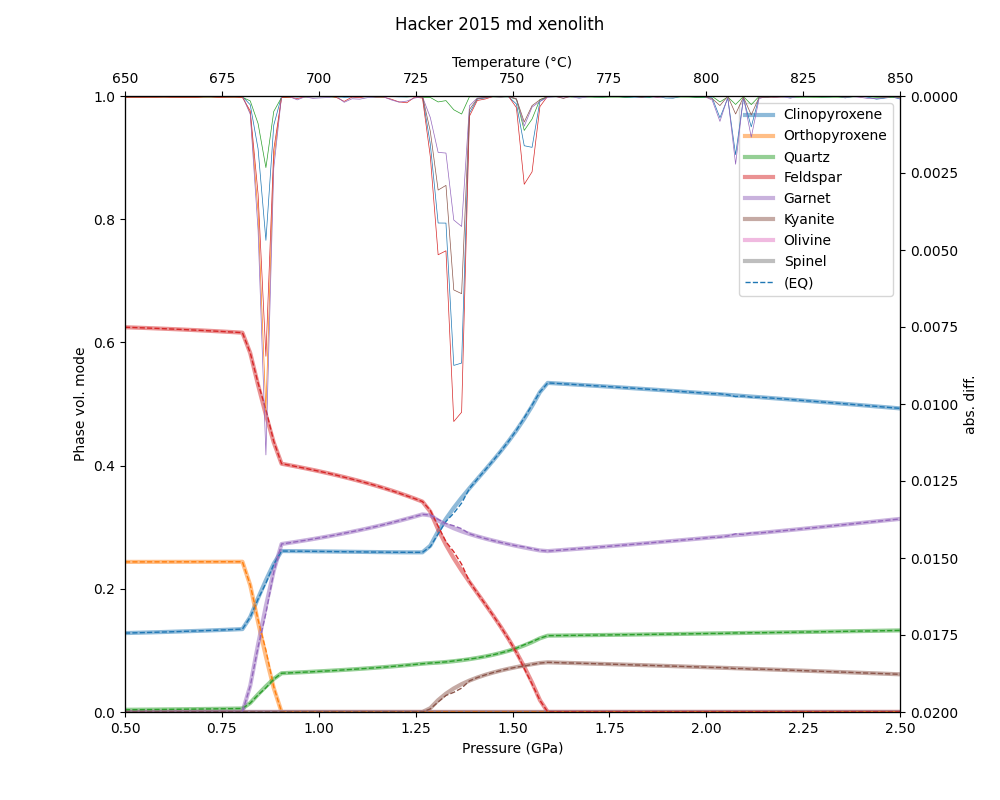 Hacker 2015 md xenolith
Temperature (°C)
650 675 700 725 750 775 800 825 850
1.0
0.8
0.6
0.4
0.2
0.0
Phase vol. mode
0.0000
0.0025
0.0050
0.0075
0.0100
0.0125
0.0150
0.0175
0.0200
abs. diff.
Clinopyroxene
Orthopyroxene
Quartz
Feldspar
Garnet
Kyanite
Olivine
Spinel
(EQ)
0.50 0.75 1.00 1.25 1.50 1.75 2.00 2.25 2.50
Pressure (GPa)